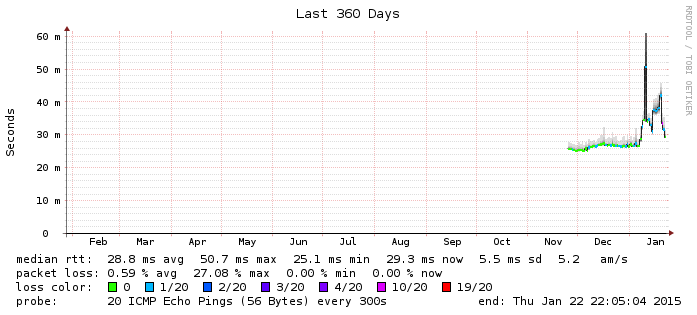 Last 360 Days
RRDTOOL / TOBI OETIKER
Seconds
60 m
50 m
40 m
30 m
20 m
10 m
0
Feb Mar Apr May Jun Jul Aug Sep Oct Nov Dec Jan
median rtt: 28.8 ms avg 50.7 ms max 25.1 ms min 29.3 ms now 5.5 ms sd 5.2 am/s
packet loss: 0.59 % avg 27.08 % max 0.00 % min 0.00 % now
loss color: 0 1/20 2/20 3/20 4/20 10/20 19/20
probe: 20 ICMP Echo Pings (56 Bytes) every 300s end: Thu Jan 22 22:05:04 2015